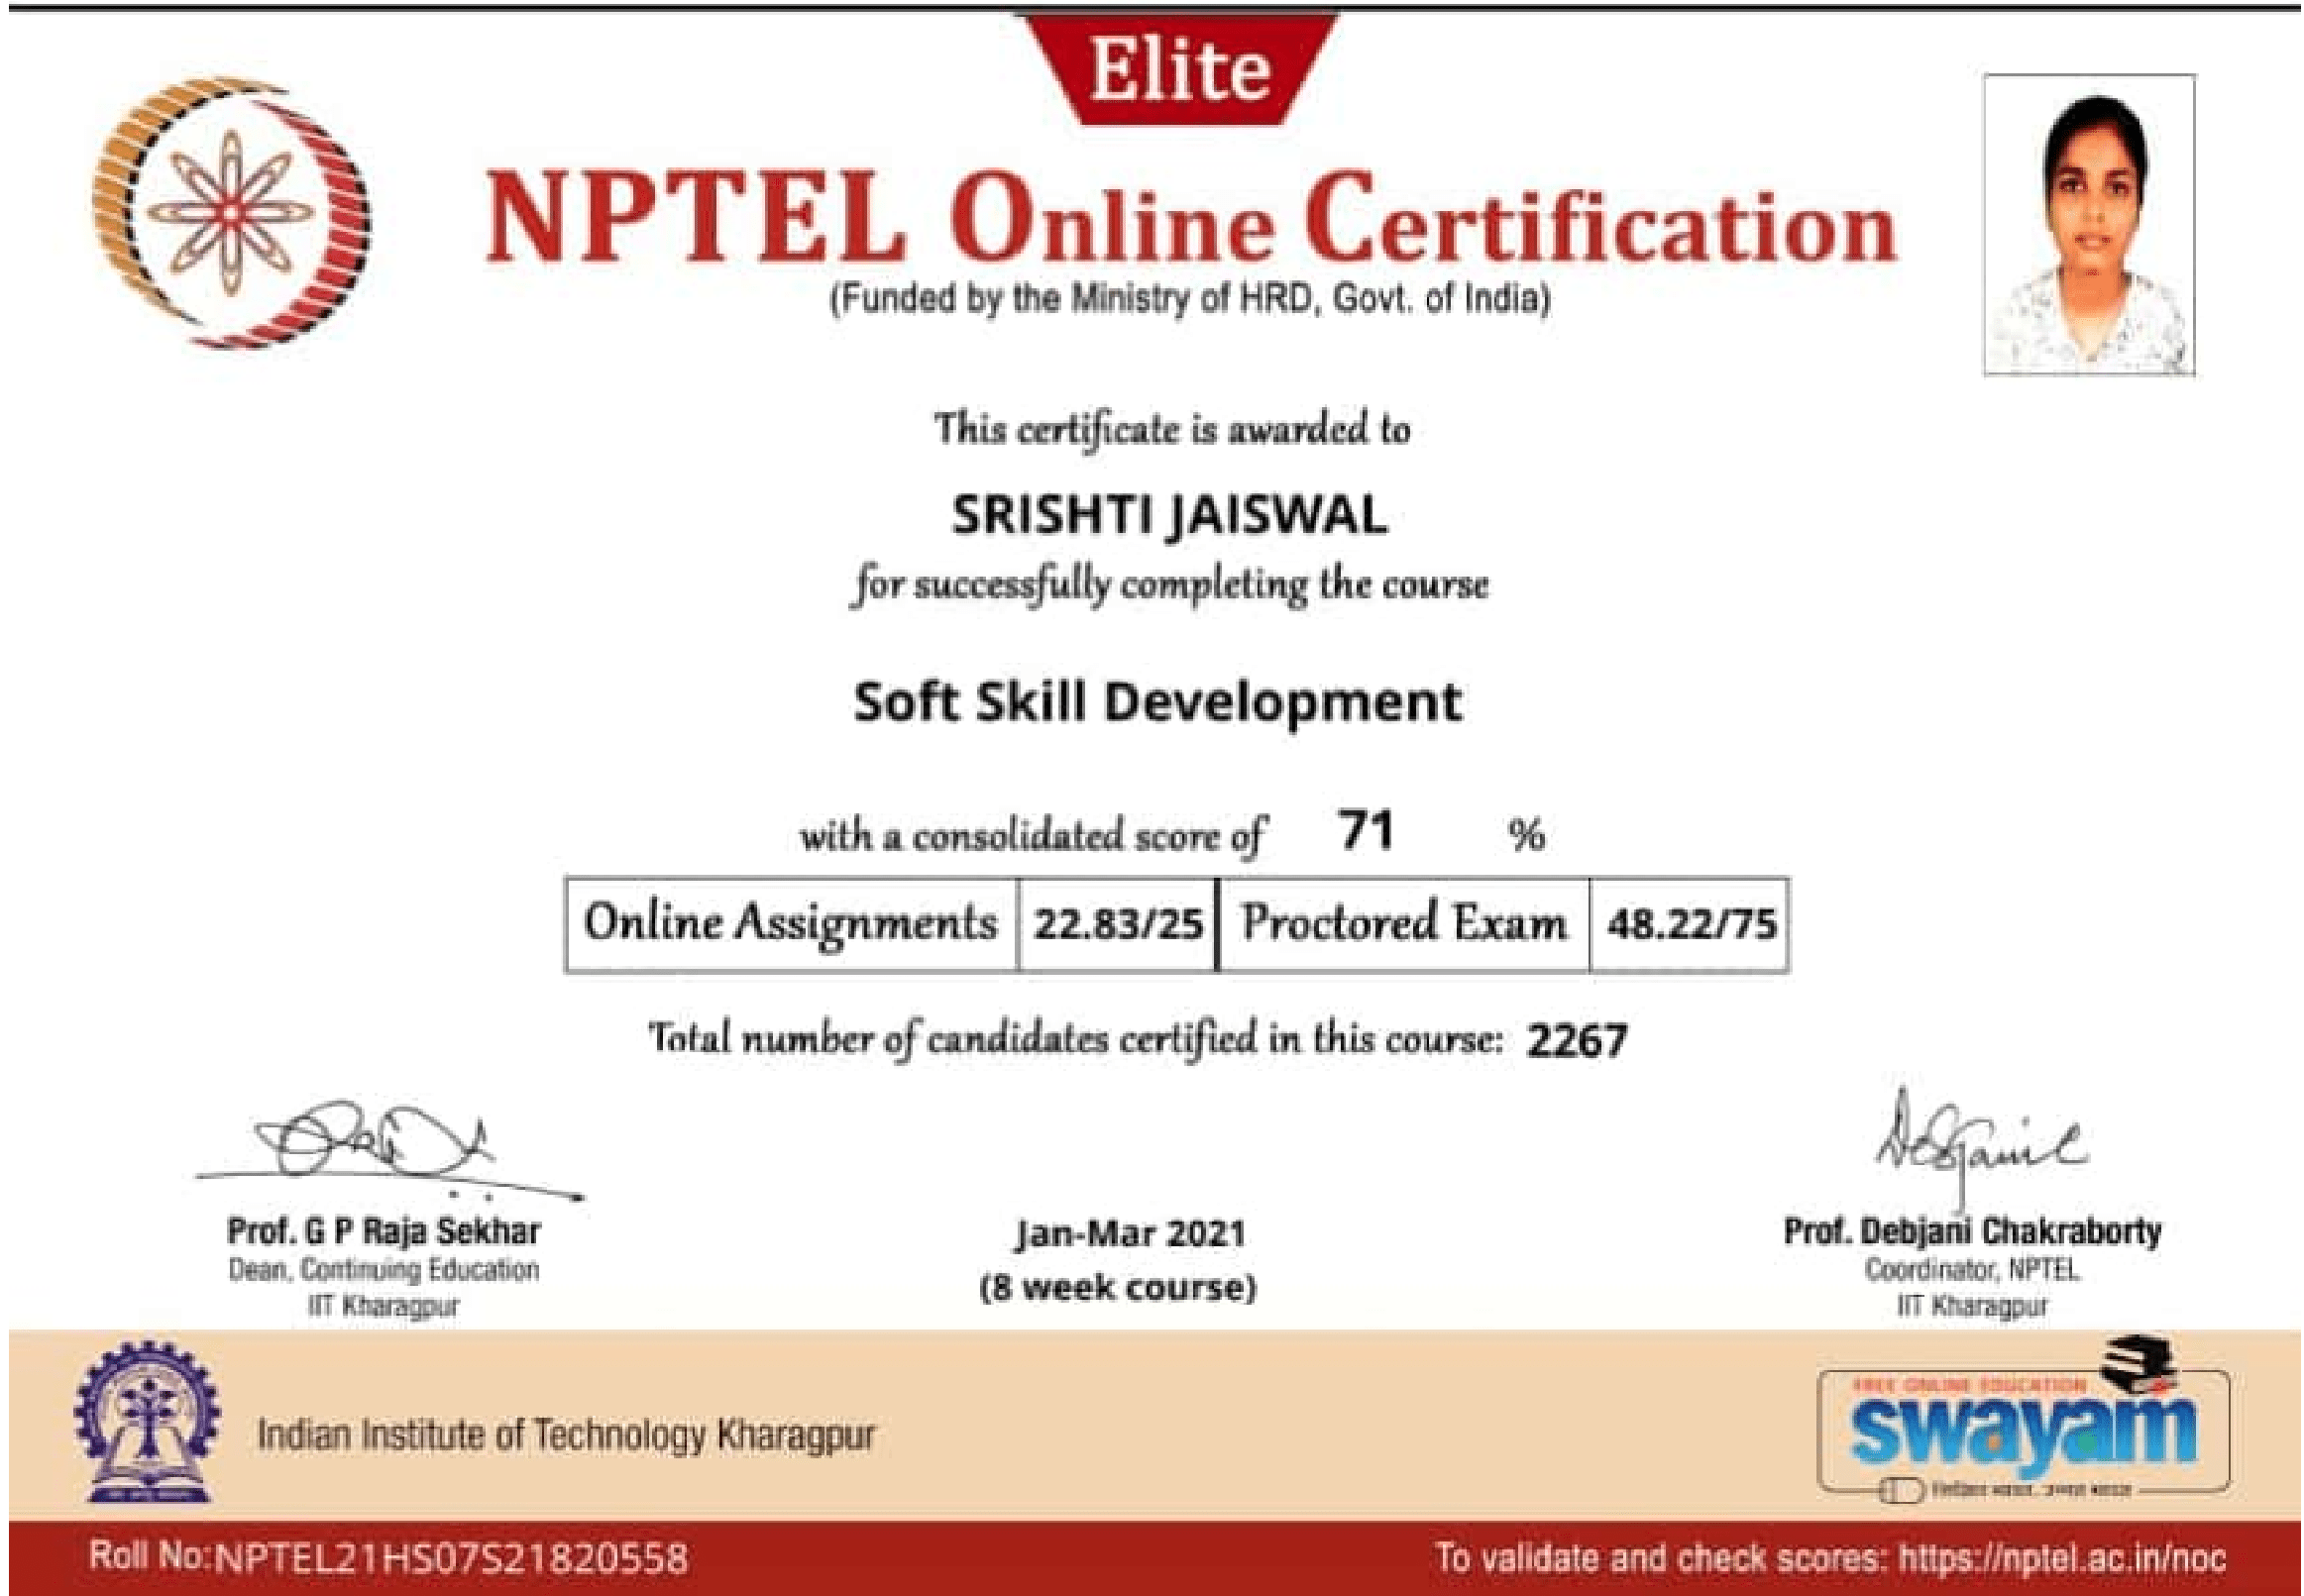 Elite
NPTEL Online Certification
(Funded by the Ministry of HRD, Govt. of India)
This certificate is awarded to
SRISHTI JAISWAL
for successfully completing the course
Soft Skill Development
with a consolidated score of 71 %
Online Assignments 22.83/25 Proctored Exam 48.22/75
Total number of candidates certified in this course: 2267
Prof. G P Raja Sekhar
Dean, Continuing Education
IIT Kharagpur
Jan-Mar 2021
(8 week course)
Prof. Debjani Chakraborty
Coordinator, NPTEL
IIT Kharagpur
Indian Institute of Technology Kharagpur
FREE ONLINE EDUCATION
swayam
Roll No:NPTEL21HS07S21820558
To validate and check scores: https://nptel.ac.in/noc